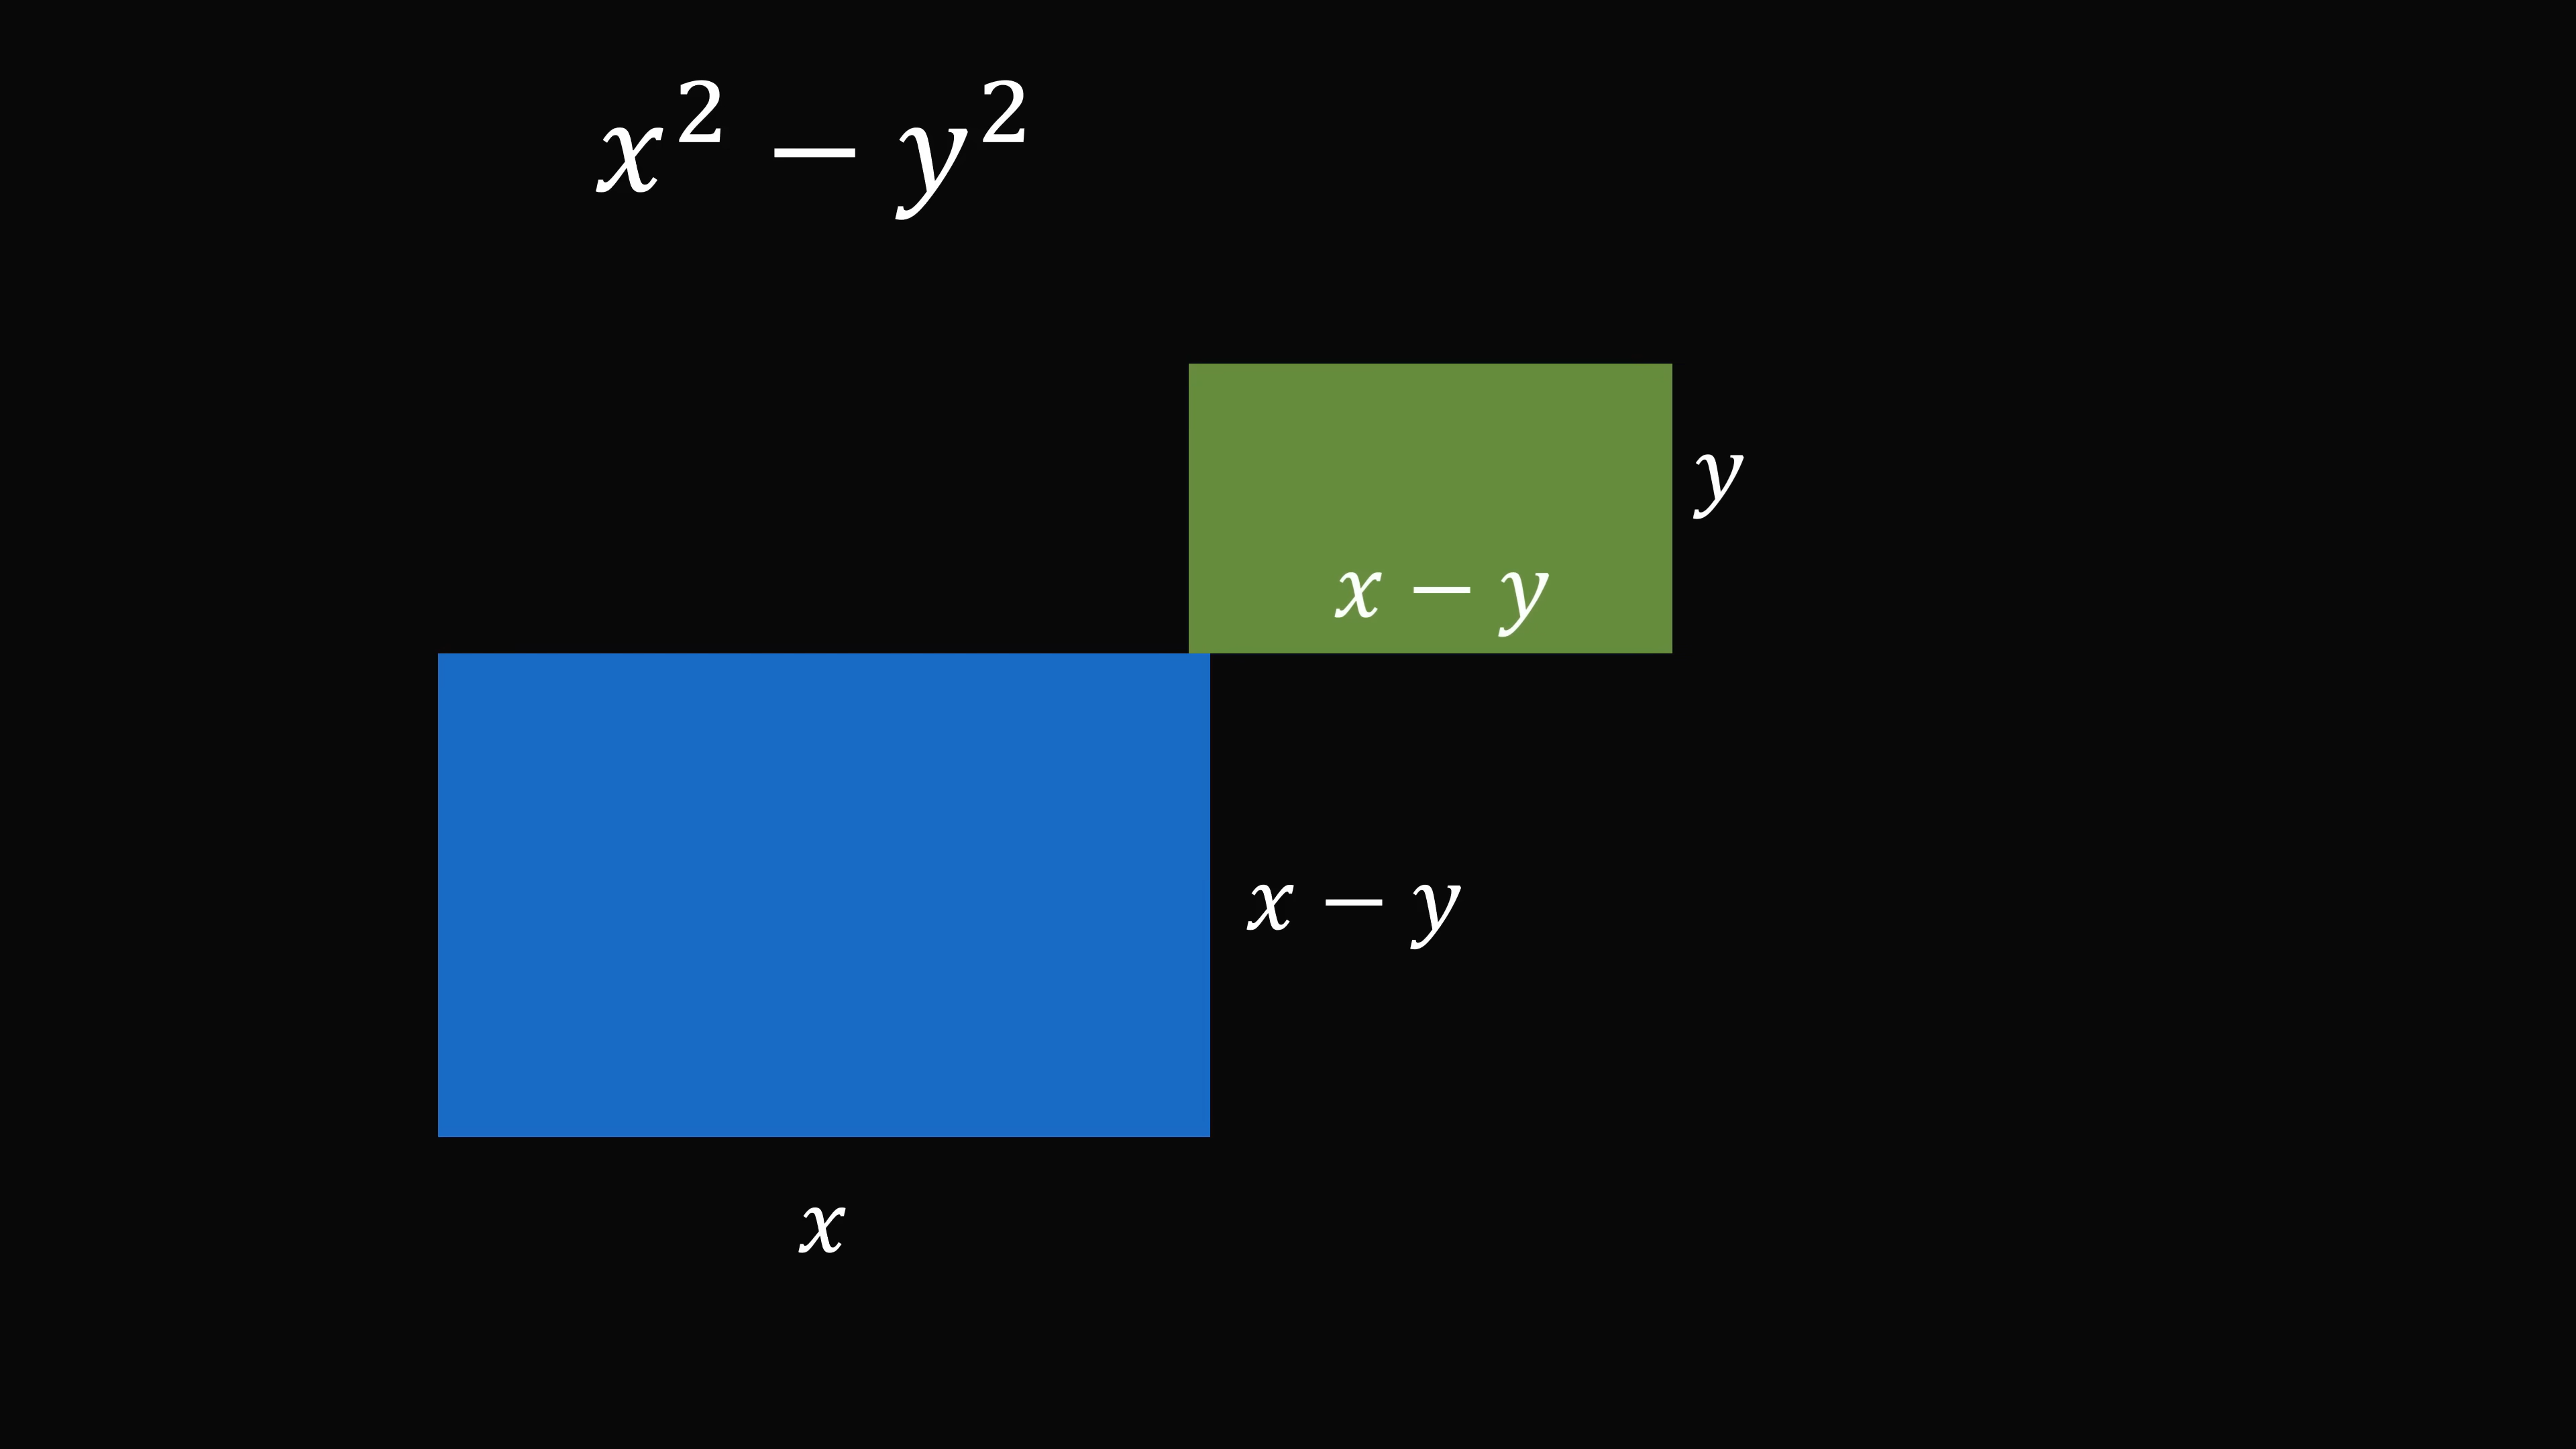 x² − y²
y
x − y
x − y
x